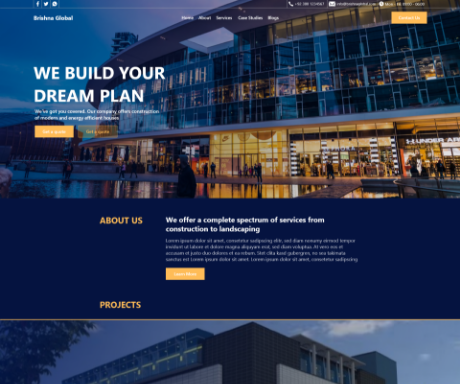 Brishna Global
Home About Services Case Studies Blogs
Contact Us
WE BUILD YOUR
DREAM PLAN
We've got you covered. Our company offers construction
of modern and energy efficient houses
Get a quote
Get a quote
ABOUT US
We offer a complete spectrum of services from
construction to landscaping
Lorem ipsum dolor sit amet, consetetur sadipscing elitr, sed diam nonumy eirmod tempor
invidunt ut labore et dolore magna aliquyam erat, sed diam voluptua. At vero eos et
accusam et justo duo dolores et ea rebum. Stet clita kasd gubergren, no sea takimata
sanctus est Lorem ipsum dolor sit amet. Lorem ipsum dolor sit amet, consetetur sadipscing
Learn More
PROJECTS